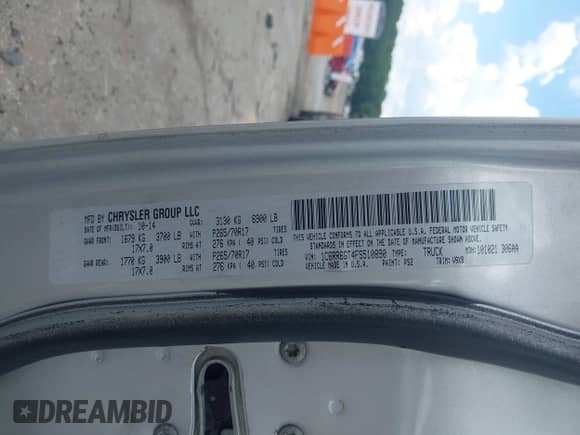 MFD BY CHRYSLER GROUP LLC
DATE OF MFR(BUILT): 10-14 GVWR: 3130 KG 6900 LB
GAWR FRONT: 1679 KG 3700 LB WITH P265/70R17 TIRES
17X7.0 RIMS AT 276 KPA ( 40 PSI) COLD
GAWR REAR: 1770 KG 3900 LB WITH P265/70R17 TIRES
17X7.0 RIMS AT 276 KPA ( 40 PSI) COLD
THIS VEHICLE CONFORMS TO ALL APPLICABLE U.S.A. FEDERAL MOTOR VEHICLE SAFETY
STANDARDS IN EFFECT ON THE DATE OF MANUFACTURE SHOWN ABOVE.
VIN: TYPE: TRUCK MDH:
VEHICLE MADE IN U.S.A. PAINT: PS2 TRIM: V9X8
DREAMBID